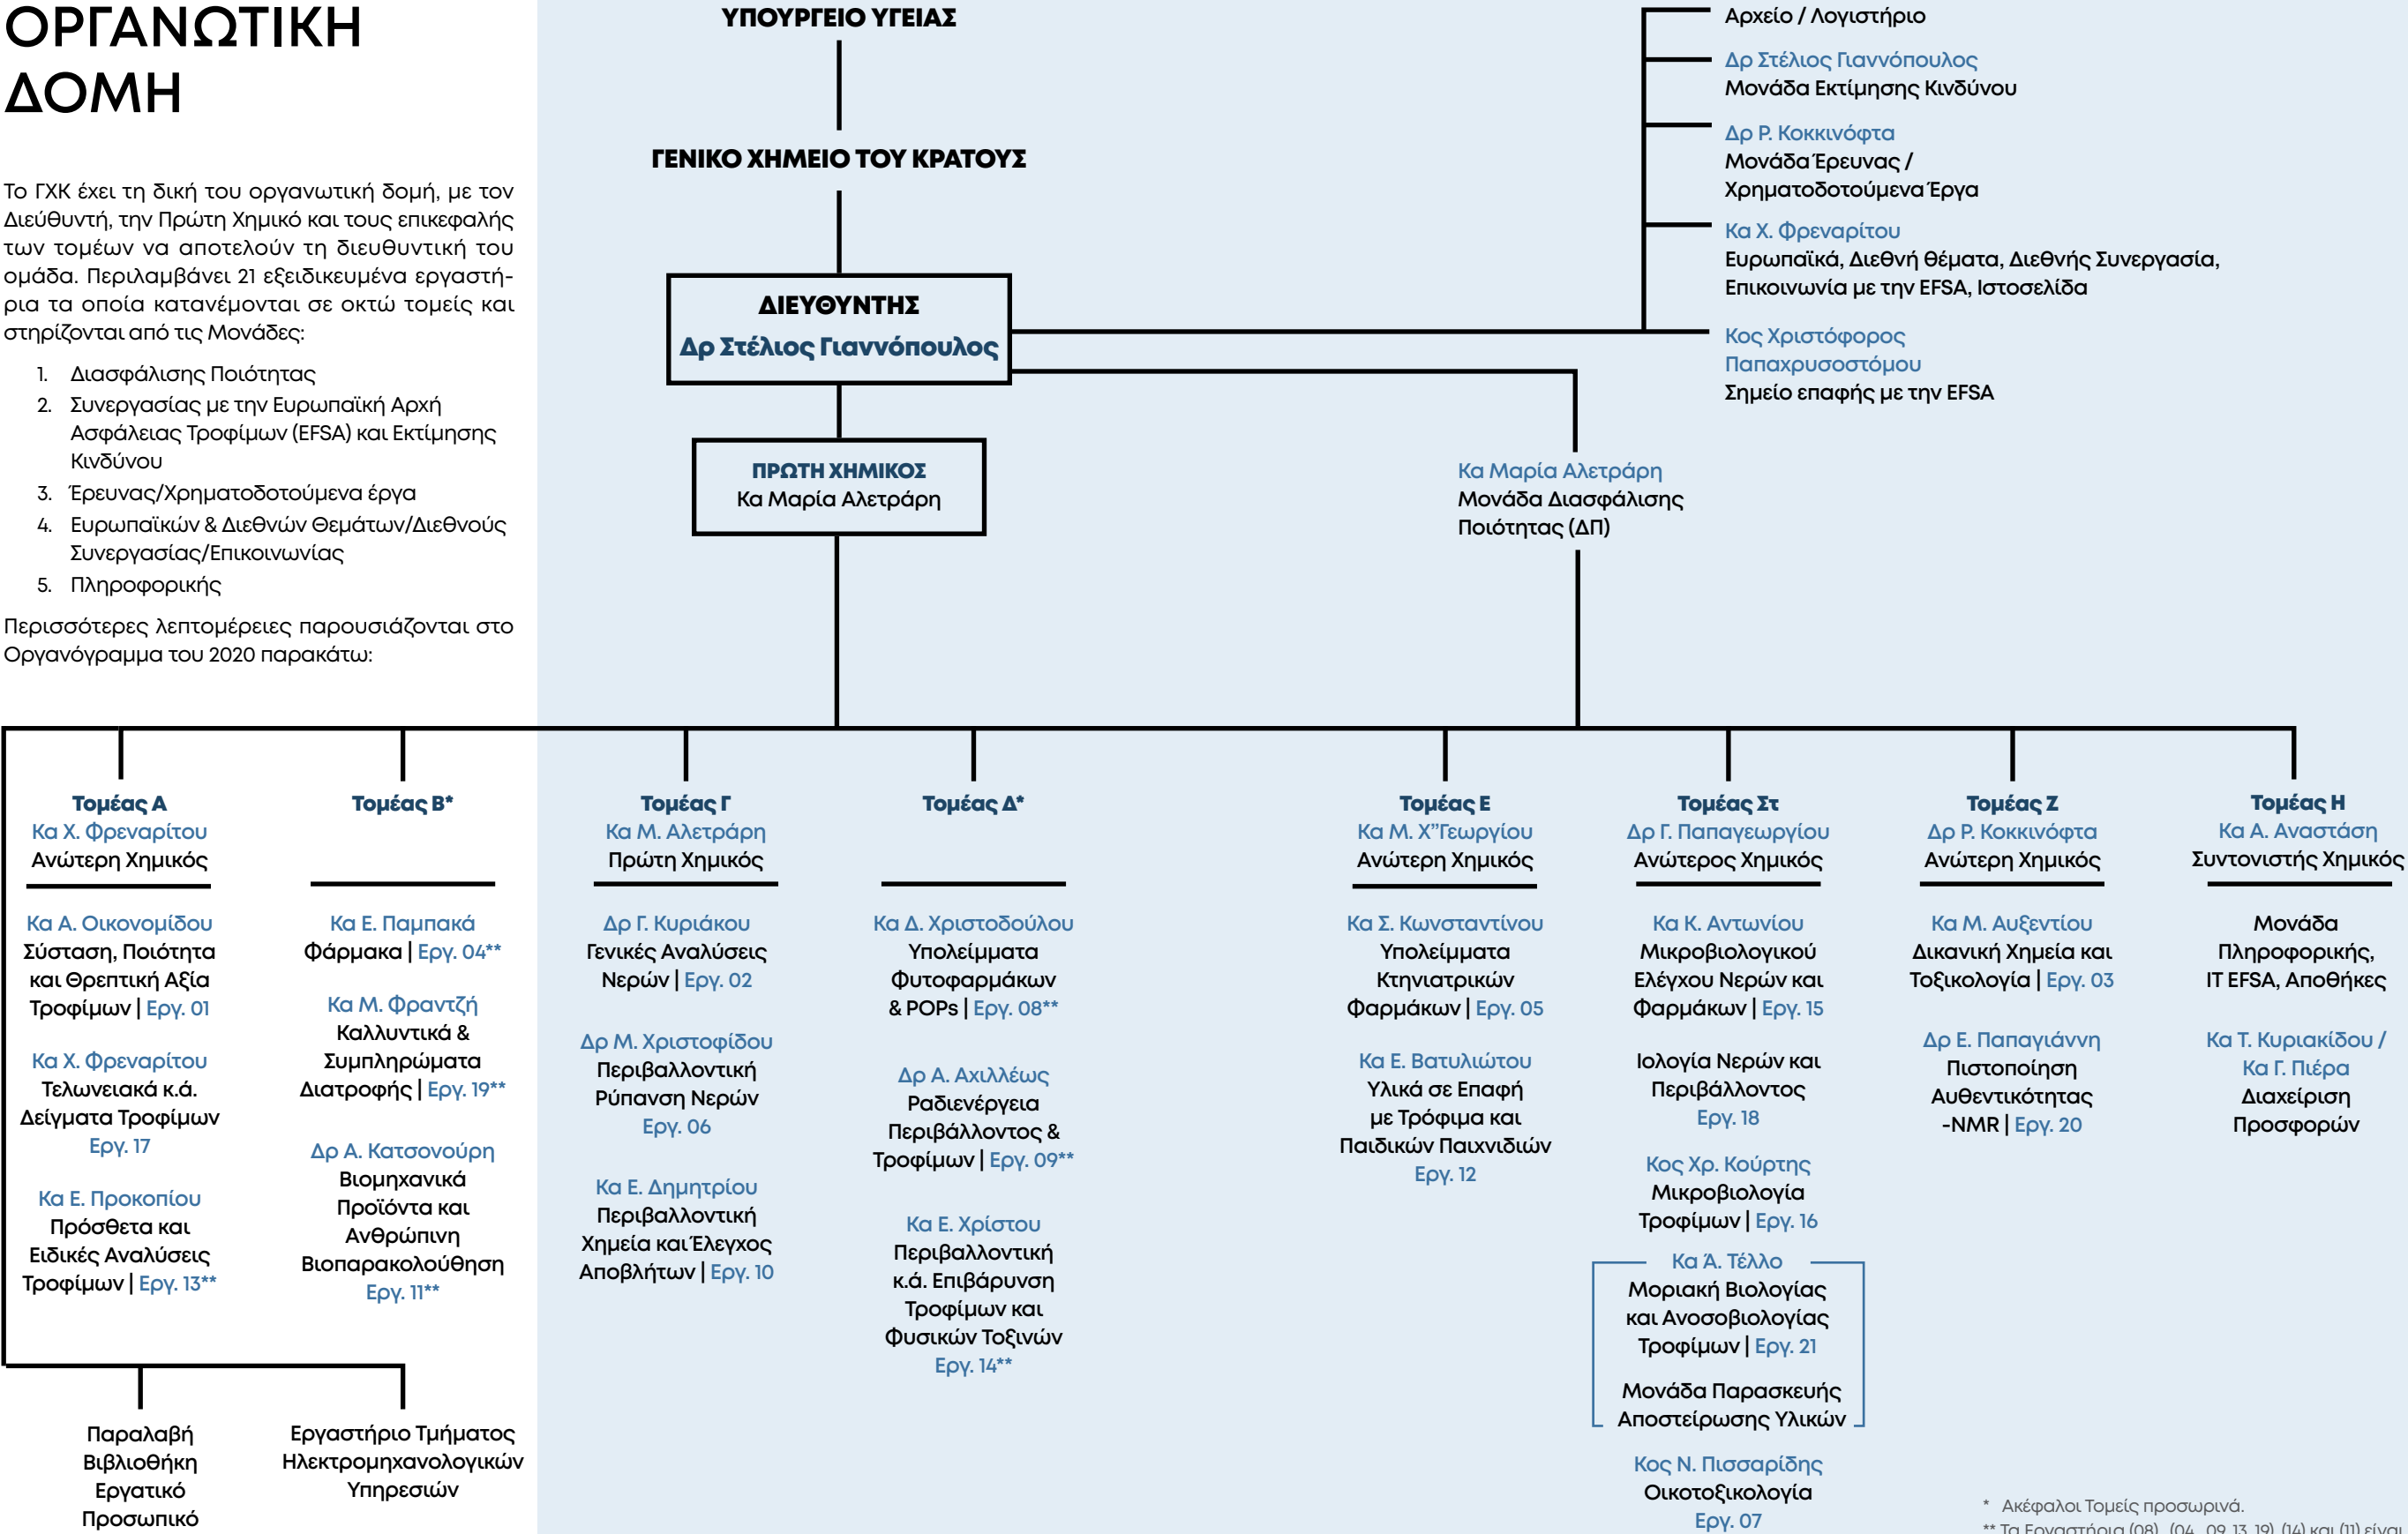 ΟΡΓΑΝΩΤΙΚΗ
ΔΟΜΗ
Το ΓΧΚ έχει τη δική του οργανωτική δομή, με τον
Διεύθυντή, την Πρώτη Χημικό και τους επικεφαλής
των τομέων να αποτελούν τη διευθυντική του
ομάδα. Περιλαμβάνει 21 εξειδικευμένα εργαστή-
ρια τα οποία κατανέμονται σε οκτώ τομείς και
στηρίζονται από τις Μονάδες:
1. Διασφάλισης Ποιότητας
2. Συνεργασίας με την Ευρωπαϊκή Αρχή
Ασφάλειας Τροφίμων (EFSA) και Εκτίμησης
Κινδύνου
3. Έρευνας/Χρηματοδοτούμενα έργα
4. Ευρωπαϊκών & Διεθνών Θεμάτων/Διεθνούς
Συνεργασίας/Επικοινωνίας
5. Πληροφορικής
Περισσότερες λεπτομέρειες παρουσιάζονται στο
Οργανόγραμμα του 2020 παρακάτω:
ΥΠΟΥΡΓΕΙΟ ΥΓΕΙΑΣ
ΓΕΝΙΚΟ ΧΗΜΕΙΟ ΤΟΥ ΚΡΑΤΟΥΣ
ΔΙΕΥΘΥΝΤΗΣ
Δρ Στέλιος Γιαννόπουλος
ΠΡΩΤΗ ΧΗΜΙΚΟΣ
Κα Μαρία Αλετράρη
Αρχείο / Λογιστήριο
Δρ Στέλιος Γιαννόπουλος
Μονάδα Εκτίμησης Κινδύνου
Δρ Ρ. Κοκκινόφτα
Μονάδα Έρευνας /
Χρηματοδοτούμενα Έργα
Κα Χ. Φρεναρίτου
Ευρωπαϊκά, Διεθνή θέματα, Διεθνής Συνεργασία,
Επικοινωνία με την EFSA, Ιστοσελίδα
Κος Χριστόφορος
Παπαχρυσοστόμου
Σημείο επαφής με την EFSA
Κα Μαρία Αλετράρη
Μονάδα Διασφάλισης
Ποιότητας (ΔΠ)
Τομέας Α
Κα Χ. Φρεναρίτου
Ανώτερη Χημικός
Κα Α. Οικονομίδου
Σύσταση, Ποιότητα
και Θρεπτική Αξία
Τροφίμων | Εργ. 01
Κα Χ. Φρεναρίτου
Τελωνειακά κ.ά.
Δείγματα Τροφίμων
Εργ. 17
Κα Ε. Προκοπίου
Πρόσθετα και
Ειδικές Αναλύσεις
Τροφίμων | Εργ. 13**
Παραλαβή
Βιβλιοθήκη
Εργατικό
Προσωπικό
Τομέας Β*
Κα Ε. Παμπακά
Φάρμακα | Εργ. 04**
Κα Μ. Φραντζή
Καλλυντικά &
Συμπληρώματα
Διατροφής | Εργ. 19**
Δρ Α. Κατσονούρη
Βιομηχανικά
Προϊόντα και
Ανθρώπινη
Βιοπαρακολούθηση
Εργ. 11**
Εργαστήριο Τμήματος
Ηλεκτρομηχανολογικών
Υπηρεσιών
Τομέας Γ
Κα Μ. Αλετράρη
Πρώτη Χημικός
Δρ Γ. Κυριάκου
Γενικές Αναλύσεις
Νερών | Εργ. 02
Δρ Μ. Χριστοφίδου
Περιβαλλοντική
Ρύπανση Νερών
Εργ. 06
Κα Ε. Δημητρίου
Περιβαλλοντική
Χημεία και Έλεγχος
Αποβλήτων | Εργ. 10
Τομέας Δ*
Κα Δ. Χριστοδούλου
Υπολείμματα
Φυτοφαρμάκων
& POPs | Εργ. 08**
Δρ Α. Αχιλλέως
Ραδιενέργεια
Περιβάλλοντος &
Τροφίμων | Εργ. 09**
Κα Ε. Χρίστου
Περιβαλλοντική
κ.ά. Επιβάρυνση
Τροφίμων και
Φυσικών Τοξινών
Εργ. 14**
Τομέας Ε
Κα Μ. Χ”Γεωργίου
Ανώτερη Χημικός
Κα Σ. Κωνσταντίνου
Υπολείμματα
Κτηνιατρικών
Φαρμάκων | Εργ. 05
Κα Ε. Βατυλιώτου
Υλικά σε Επαφή
με Τρόφιμα και
Παιδικών Παιχνιδιών
Εργ. 12
Τομέας Στ
Δρ Γ. Παπαγεωργίου
Ανώτερος Χημικός
Κα Κ. Αντωνίου
Μικροβιολογικού
Ελέγχου Νερών και
Φαρμάκων | Εργ. 15
Ιολογία Νερών και
Περιβάλλοντος
Εργ. 18
Κος Χρ. Κούρτης
Μικροβιολογία
Τροφίμων | Εργ. 16
Κα Ά. Τέλλο
Μοριακή Βιολογίας
και Ανοσοβιολογίας
Τροφίμων | Εργ. 21
Μονάδα Παρασκευής
Αποστείρωσης Υλικών
Κος Ν. Πισσαρίδης
Οικοτοξικολογία
Εργ. 07
Τομέας Ζ
Δρ Ρ. Κοκκινόφτα
Ανώτερη Χημικός
Κα Μ. Αυξεντίου
Δικανική Χημεία και
Τοξικολογία | Εργ. 03
Δρ Ε. Παπαγιάννη
Πιστοποίηση
Αυθεντικότητας
-NMR | Εργ. 20
Τομέας Η
Κα Α. Αναστάση
Συντονιστής Χημικός
Μονάδα
Πληροφορικής,
IT EFSA, Αποθήκες
Κα Τ. Κυριακίδου /
Κα Γ. Πιέρα
Διαχείριση
Προσφορών
* Ακέφαλοι Τομείς προσωρινά.
** Τα Εργαστήρια (08), (04, 09, 13, 19), (14) και (11) είναι